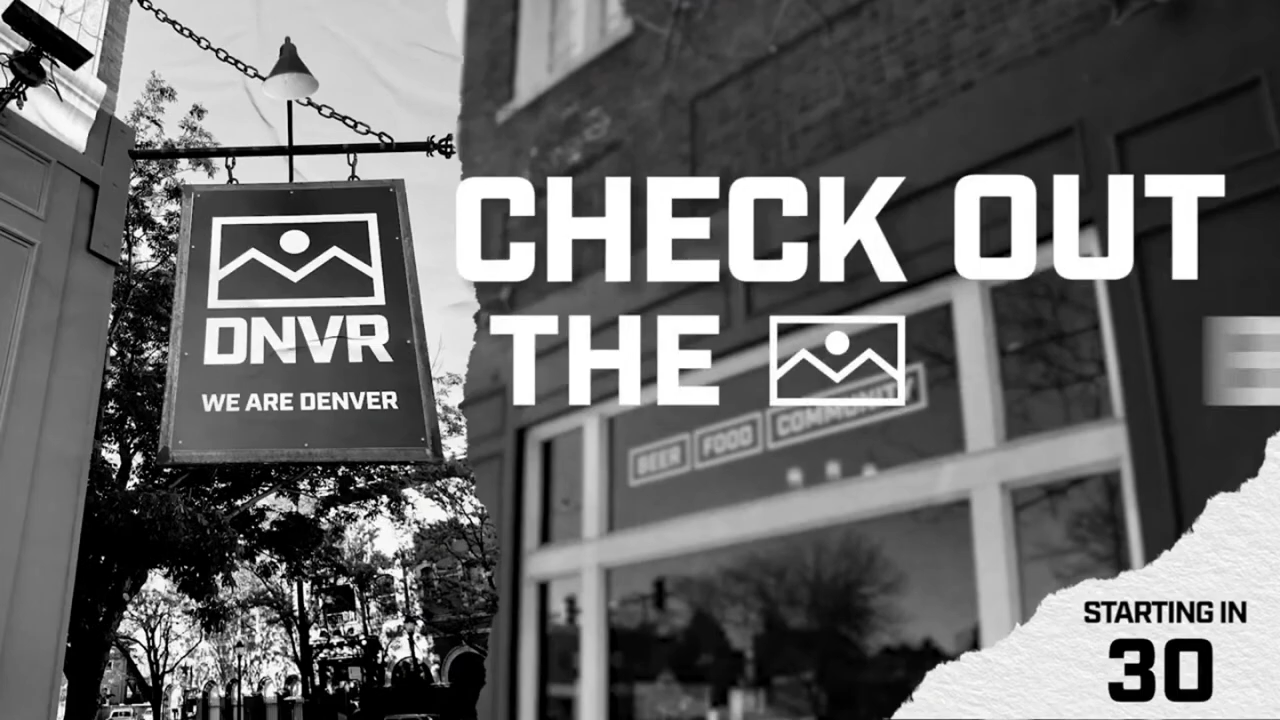 DNVR
WE ARE DENVER
CHECK OUT
THE
BEER FOOD COMMUNITY
STARTING IN
30